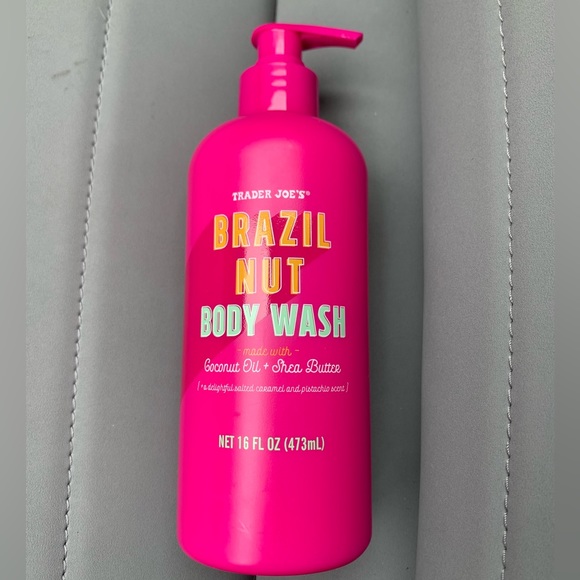 TRADER JOE'S®
BRAZIL
NUT
BODY WASH
- made with -
Coconut Oil + Shea Butter
( + a delightful salted caramel and pistachio scent )
NET 16 FL OZ (473mL)